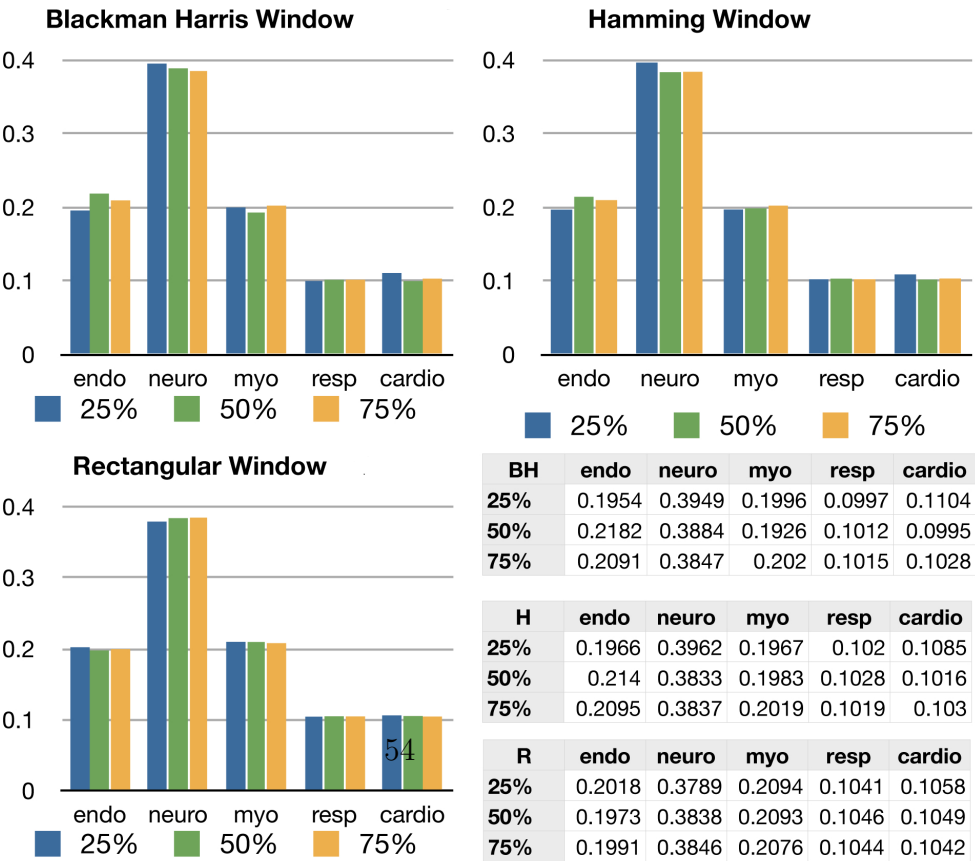 Blackman Harris Window
0.4
0.3
0.2
0.1
0
endo neuro myo resp cardio
25% 50% 75%
Hamming Window
0.4
0.3
0.2
0.1
0
endo neuro myo resp cardio
25% 50% 75%
Rectangular Window
0.4
0.3
0.2
0.1
0
54
endo neuro myo resp cardio
25% 50% 75%
BH endo neuro myo resp cardio
25% 0.1954 0.3949 0.1996 0.0997 0.1104
50% 0.2182 0.3884 0.1926 0.1012 0.0995
75% 0.2091 0.3847 0.202 0.1015 0.1028
H endo neuro myo resp cardio
25% 0.1966 0.3962 0.1967 0.102 0.1085
50% 0.214 0.3833 0.1983 0.1028 0.1016
75% 0.2095 0.3837 0.2019 0.1019 0.103
R endo neuro myo resp cardio
25% 0.2018 0.3789 0.2094 0.1041 0.1058
50% 0.1973 0.3838 0.2093 0.1046 0.1049
75% 0.1991 0.3846 0.2076 0.1044 0.1042